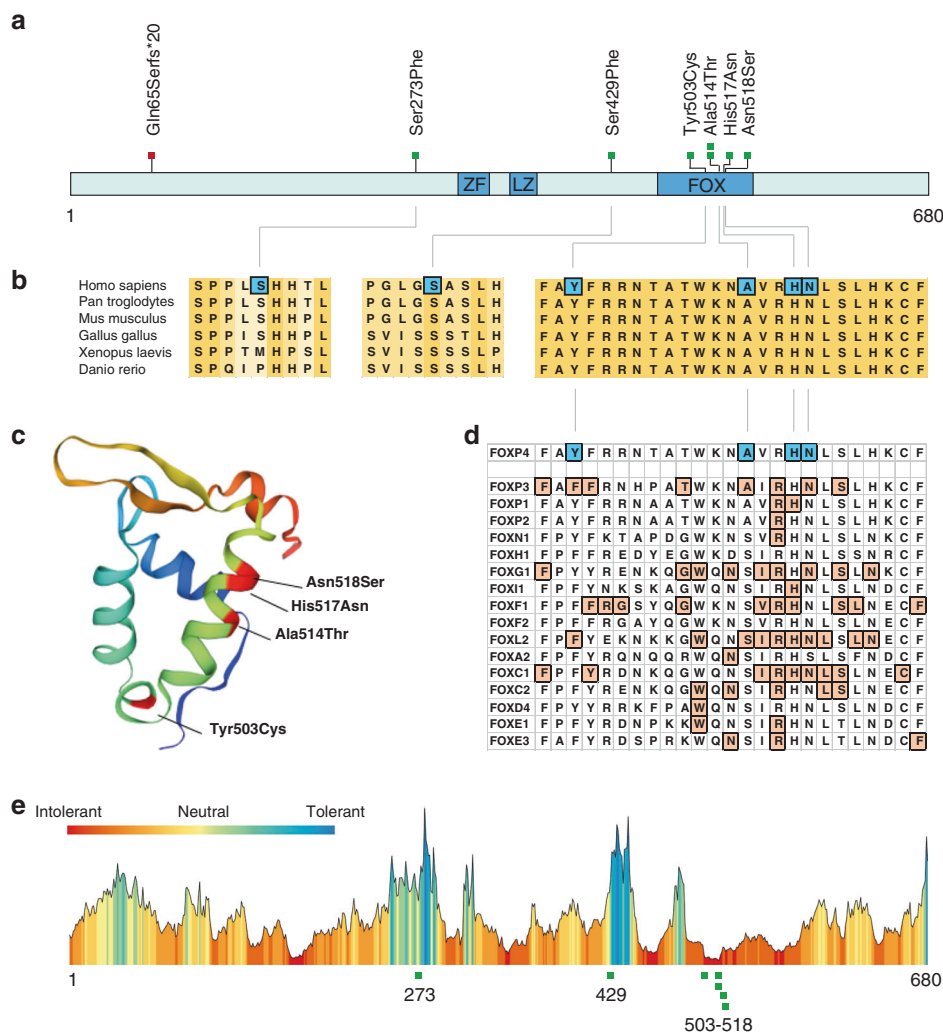 a
Gln65Serfs*20
Ser273Phe
Ser429Phe
Tyr503Cys
Ala514Thr
His517Asn
Asn518Ser
ZF LZ FOX
1 680
b
Homo sapiens S P P L S H H T L P G L G S A S L H F A Y F R R N T A T W K N A V R H N L S L H K C F
Pan troglodytes S P P L S H H T L P G L G S A S L H F A Y F R R N T A T W K N A V R H N L S L H K C F
Mus musculus S P P L S H H P L P G L G S A S L H F A Y F R R N T A T W K N A V R H N L S L H K C F
Gallus gallus S P P L S H H P L S V I S S S T L H F A Y F R R N T A T W K N A V R H N L S L H K C F
Xenopus laevis S P P T M H P S L S V I S S S S L P F A Y F R R N T A T W K N A V R H N L S L H K C F
Danio rerio S P Q I P H H P L S V I S S S S L H F A Y F R R N T A T W K N A V R H N L S L H K C F
c
Asn518Ser
His517Asn
Ala514Thr
Tyr503Cys
d
FOXP4 F A Y F R R N T A T W K N A V R H N L S L H K C F
FOXP3 F A F F R N H P A T W K N A I R H N L S L H K C F
FOXP1 F A Y F R R N A A T W K N A V R H N L S L H K C F
FOXP2 F A Y F R R N A A T W K N A V R H N L S L H K C F
FOXN1 F P Y F K T A P D G W K N S V R H N L S L N K C F
FOXH1 F P F F R E D Y E G W K D S I R H N L S S N R C F
FOXG1 F P Y Y R E N K Q G W Q N S I R H N L S L N K C F
FOXI1 F P F Y N K S K A G W Q N S I R H N L S L N D C F
FOXF1 F P F F R G S Y Q G W K N S V R H N L S L N E C F
FOXF2 F P F F R G A Y Q G W K N S V R H N L S L N E C F
FOXL2 F P F Y E K N K K G W Q N S I R H N L S L N E C F
FOXA2 F P F Y R Q N Q Q R W Q N S I R H S L S F N D C F
FOXC1 F P F Y R D N K Q G W Q N S I R H N L S L N E C F
FOXC2 F P F Y R E N K Q G W Q N S I R H N L S L N E C F
FOXD4 F P Y Y R R K F P A W Q N S I R H N L S L N D C F
FOXE1 F P F Y R D N P K K W Q N S I R H N L T L N D C F
FOXE3 F A F Y R D S P R K W Q N S I R H N L T L N D C F
e
Intolerant Neutral Tolerant
1 273 429 680
503-518